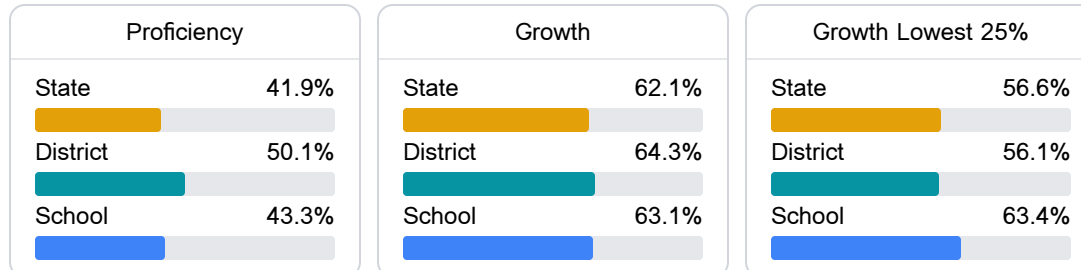 Proficiency
State 41.9%
District 50.1%
School 43.3%
Growth
State 62.1%
District 64.3%
School 63.1%
Growth Lowest 25%
State 56.6%
District 56.1%
School 63.4%